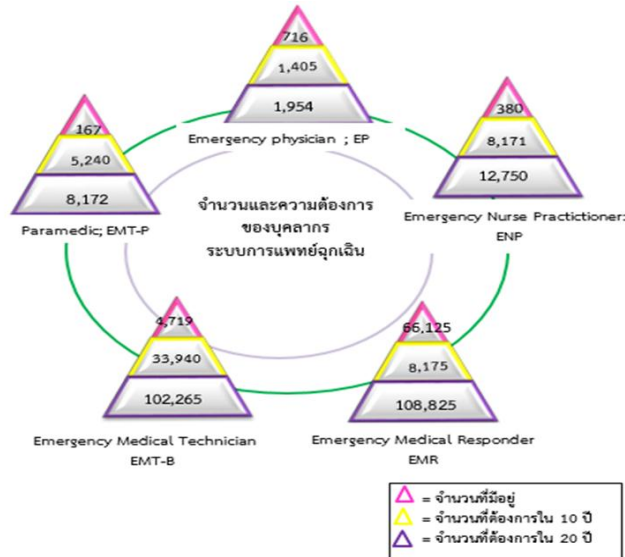 716
1,405
1,954
Emergency physician ; EP
167
5,240
8,172
Paramedic; EMT-P
380
8,171
12,750
Emergency Nurse Practictioner;
ENP
จำนวนและความต้องการ
ของบุคลากร
ระบบการแพทย์ฉุกเฉิน
4,719
33,940
102,265
Emergency Medical Technician
EMT-B
66,125
8,175
108,825
Emergency Medical Responder
EMR
= จำนวนที่มีอยู่
= จำนวนที่ต้องการใน 10 ปี
= จำนวนที่ต้องการใน 20 ปี